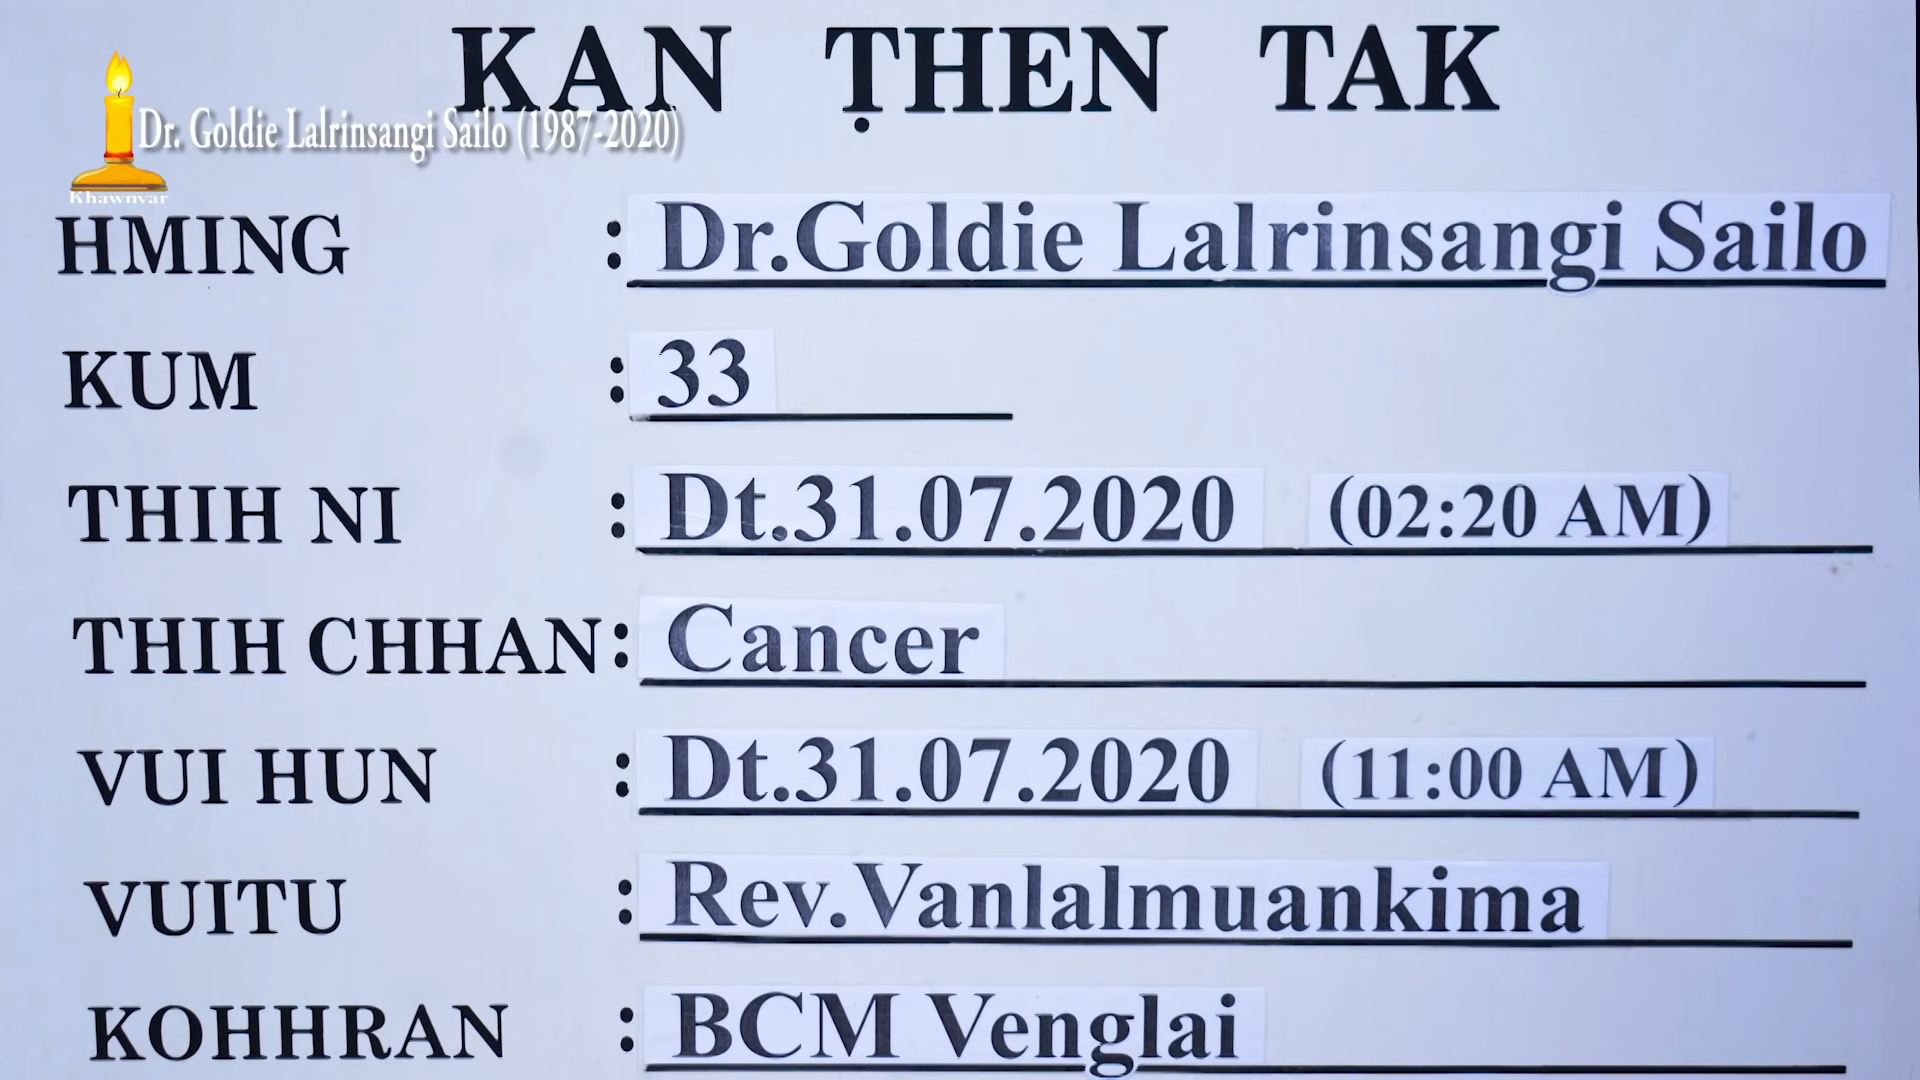 KAN ṬHEN TAK
Dr. Goldie Lalrinsangi Sailo (1987-2020)
Khawnvar
HMING : Dr.Goldie Lalrinsangi Sailo
KUM : 33
THIH NI : Dt.31.07.2020 (02:20 AM)
THIH CHHAN : Cancer
VUI HUN : Dt.31.07.2020 (11:00 AM)
VUITU : Rev.Vanlalmuankima
KOHHRAN : BCM Venglai